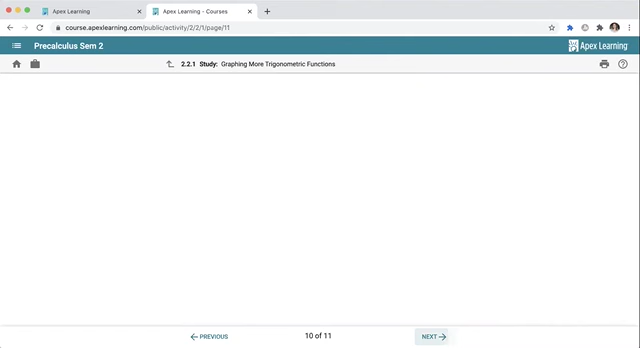 Apex Learning
Apex Learning - Courses
course.apexlearning.com/public/activity/2/2/1/page/11
Precalculus Sem 2
Apex Learning
2.2.1 Study: Graphing More Trigonometric Functions
PREVIOUS
10 of 11
NEXT